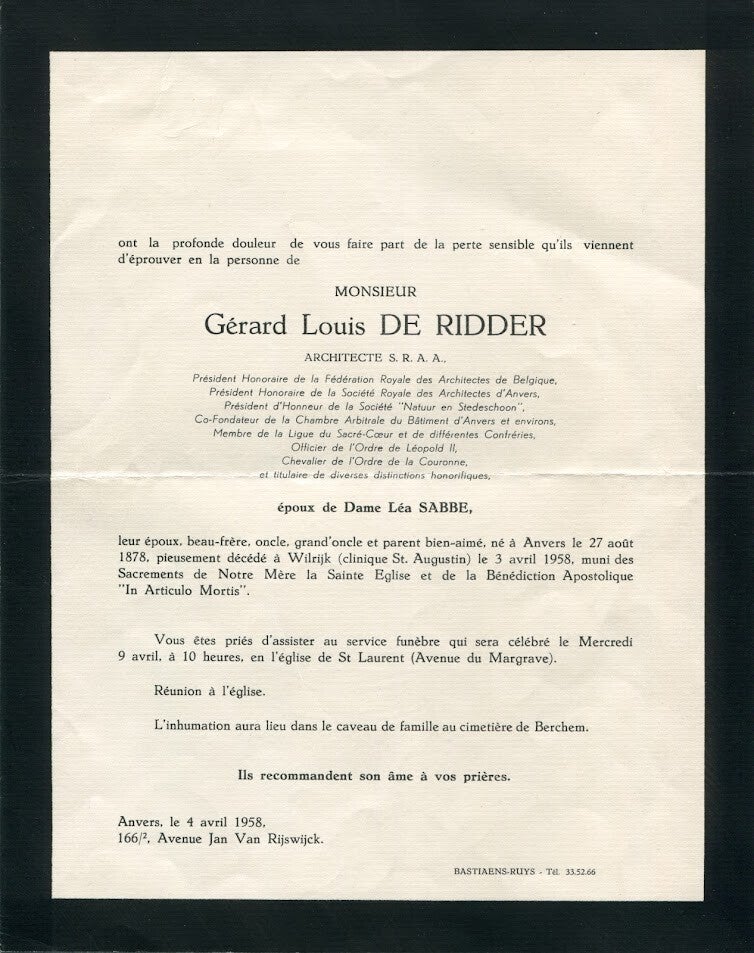 ont la profonde douleur de vous faire part de la perte sensible qu'ils viennent
d'éprouver en la personne de
MONSIEUR
Gérard Louis DE RIDDER
ARCHITECTE S. R. A. A.,
Président Honoraire de la Fédération Royale des Architectes de Belgique,
Président Honoraire de la Société Royale des Architectes d'Anvers,
Président d'Honneur de la Société "Natuur en Stedeschoon",
Co-Fondateur de la Chambre Arbitrale du Bâtiment d'Anvers et environs,
Membre de la Ligue du Sacré-Cœur et de différentes Confréries,
Officier de l'Ordre de Léopold II,
Chevalier de l'Ordre de la Couronne,
et titulaire de diverses distinctions honorifiques,
époux de Dame Léa SABBE,
leur époux, beau-frère, oncle, grand'oncle et parent bien-aimé, né à Anvers le 27 août
1878, pieusement décédé à Wilrijk (clinique St. Augustin) le 3 avril 1958, muni des
Sacrements de Notre Mère la Sainte Eglise et de la Bénédiction Apostolique
"In Articulo Mortis".
Vous êtes priés d'assister au service funèbre qui sera célébré le Mercredi
9 avril, à 10 heures, en l'église de St Laurent (Avenue du Margrave).
Réunion à l'église.
L'inhumation aura lieu dans le caveau de famille au cimetière de Berchem.
Ils recommandent son âme à vos prières.
Anvers, le 4 avril 1958.
166/², Avenue Jan Van Rijswijck.
BASTIAENS-RUYS - Tél. 33.52.66